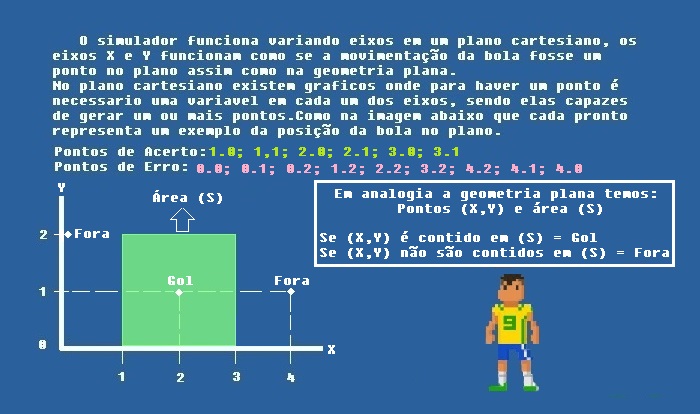 O simulador funciona variando eixos em um plano cartesiano, os
eixos X e Y funcionam como se a movimentação da bola fosse um
ponto no plano assim como na geometria plana.
No plano cartesiano existem graficos onde para haver um ponto é
necessario uma variavel em cada um dos eixos, sendo elas capazes
de gerar um ou mais pontos.Como na imagem abaixo que cada pronto
representa um exemplo da posição da bola no plano.
Pontos de Acerto:1.0; 1,1; 2.0; 2.1; 3.0; 3.1
Pontos de Erro: 0.0; 0.1; 0.2; 1.2; 2.2; 3.2; 4.2; 4.1; 4.0
Em analogia a geometria plana temos:
Pontos (X,Y) e área (S)
Se (X,Y) é contido em (S) = Gol
Se (X,Y) não são contidos em (S) = Fora
Y
Área (S)
2
Fora
Gol
Fora
1
0
X
1
2
3
4
9